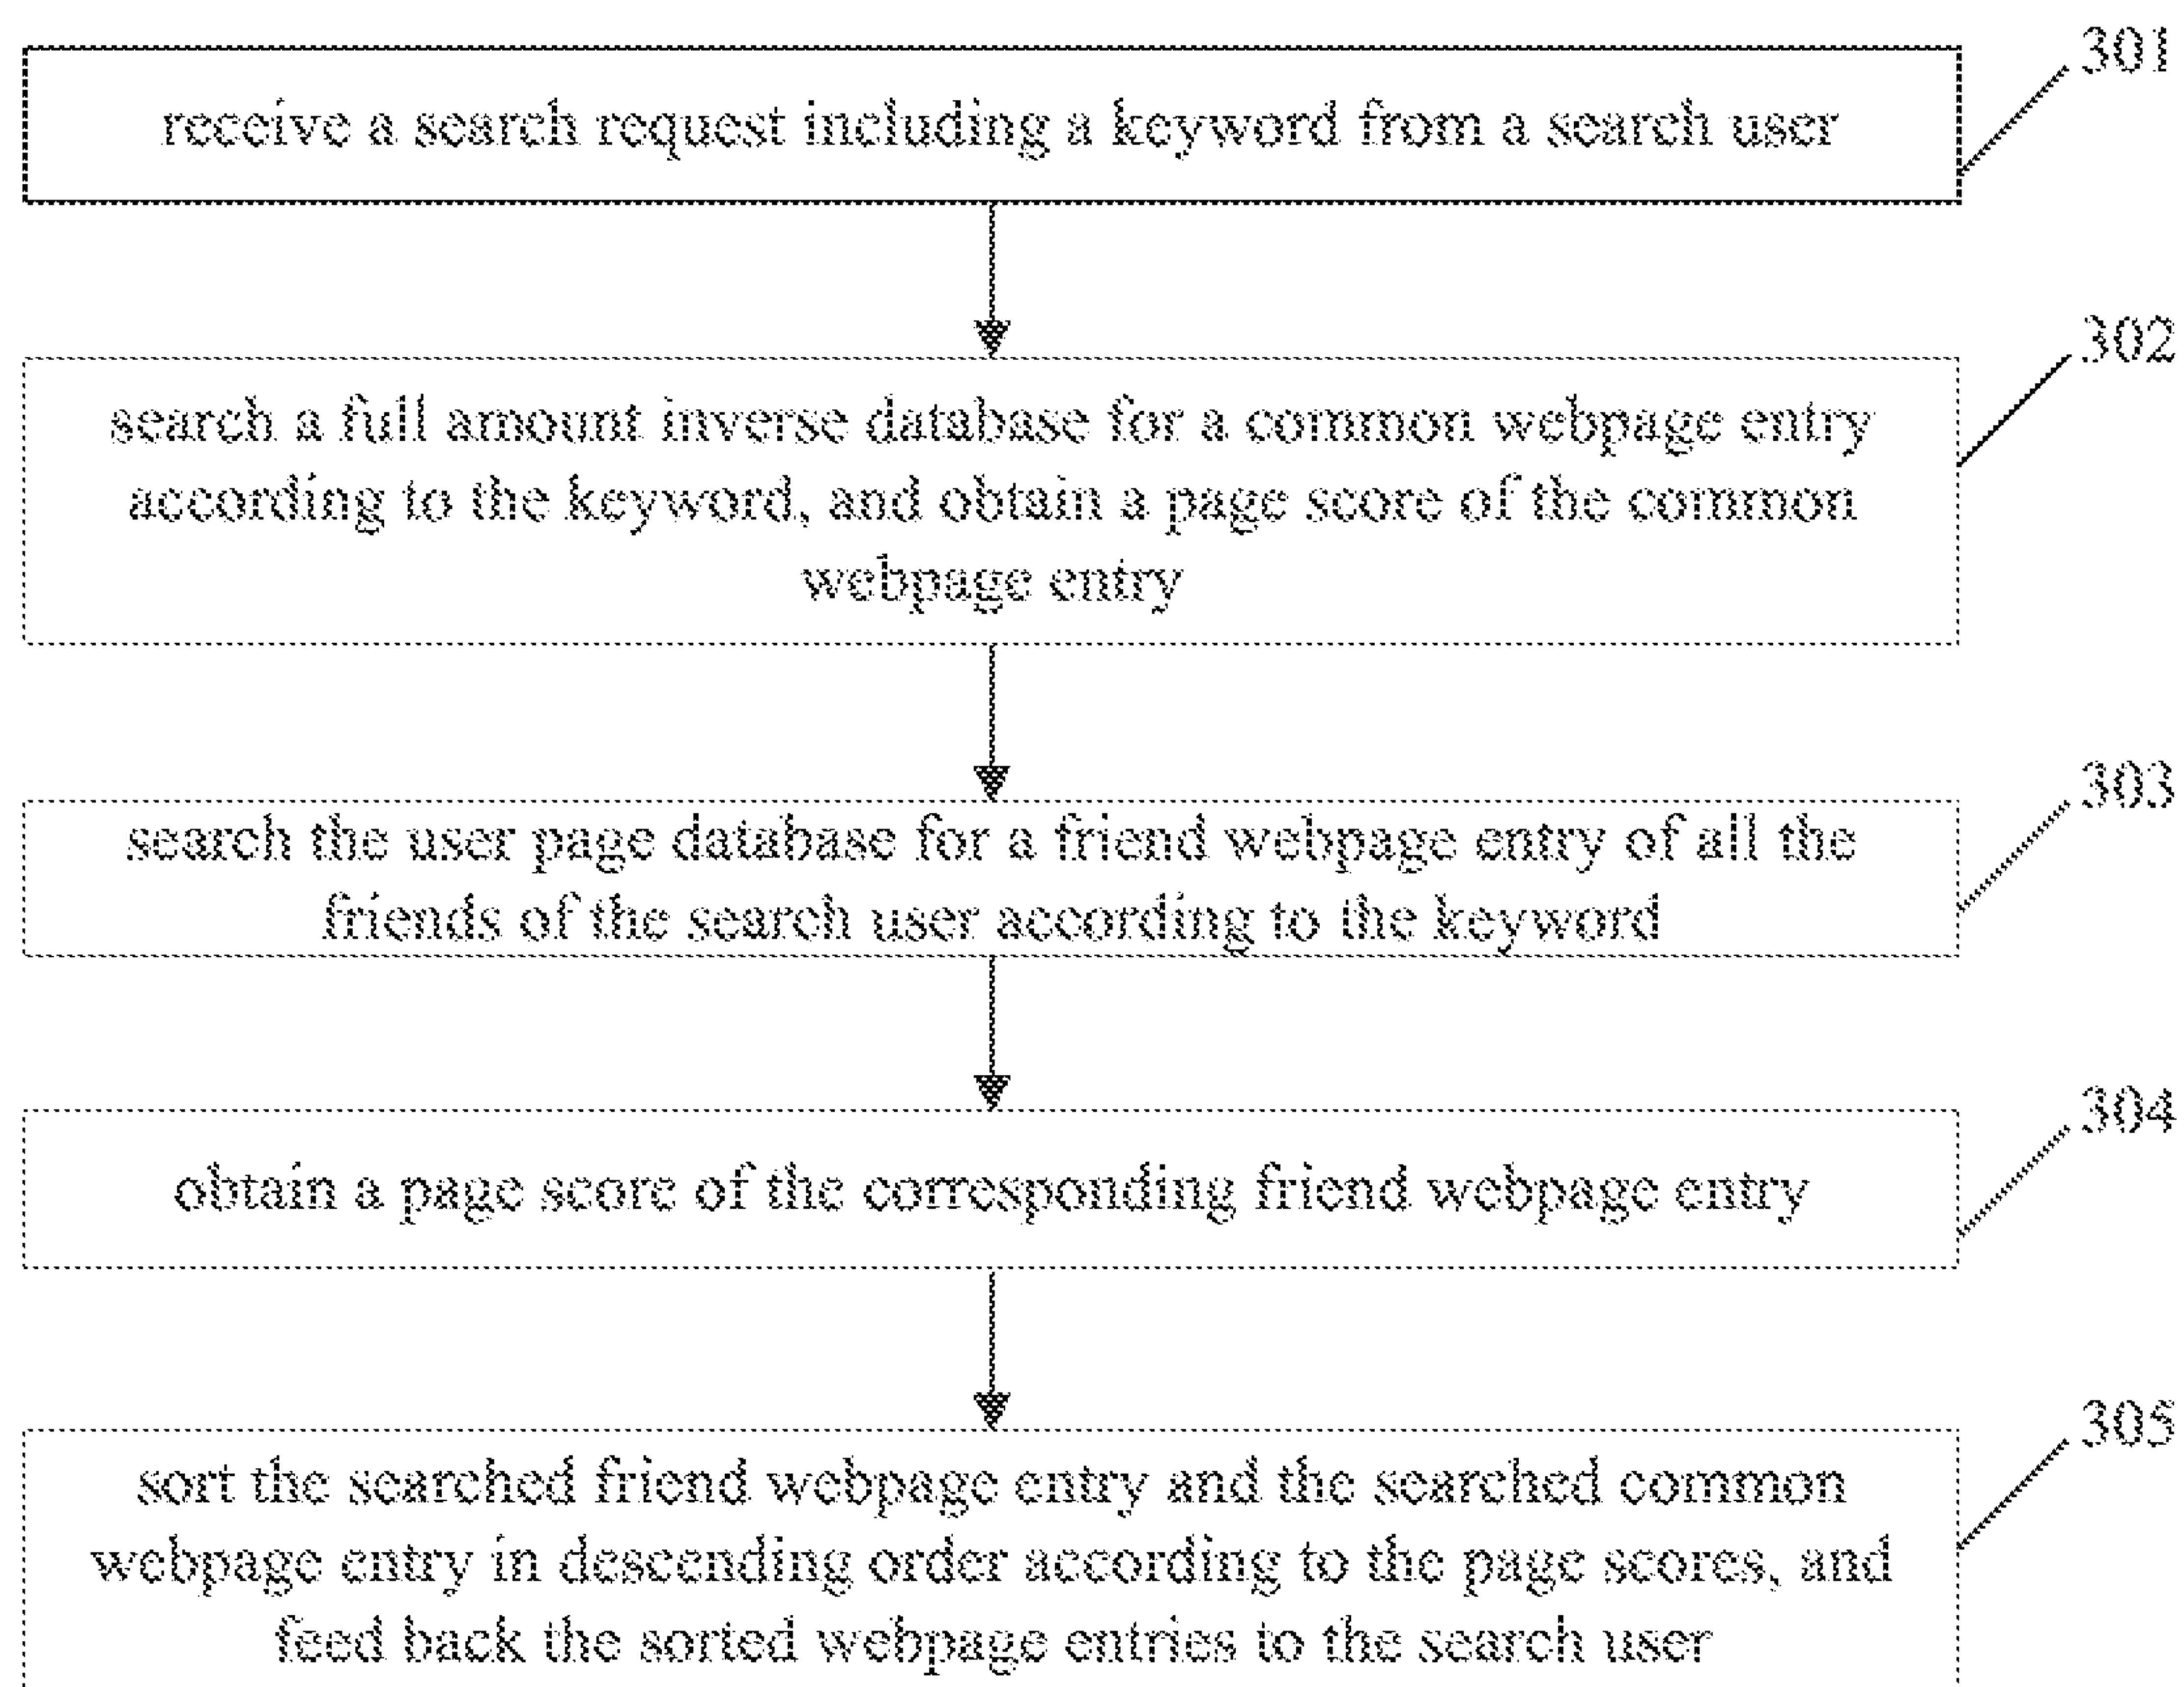 301
receive a search request including a keyword from a search user
302
search a full amount inverse database for a common webpage entry
according to the keyword, and obtain a page score of the common
webpage entry
303
search the user page database for a friend webpage entry of all the
friends of the search user according to the keyword
304
obtain a page score of the corresponding friend webpage entry
305
sort the searched friend webpage entry and the searched common
webpage entry in descending order according to the page scores, and
feed back the sorted webpage entries to the search user